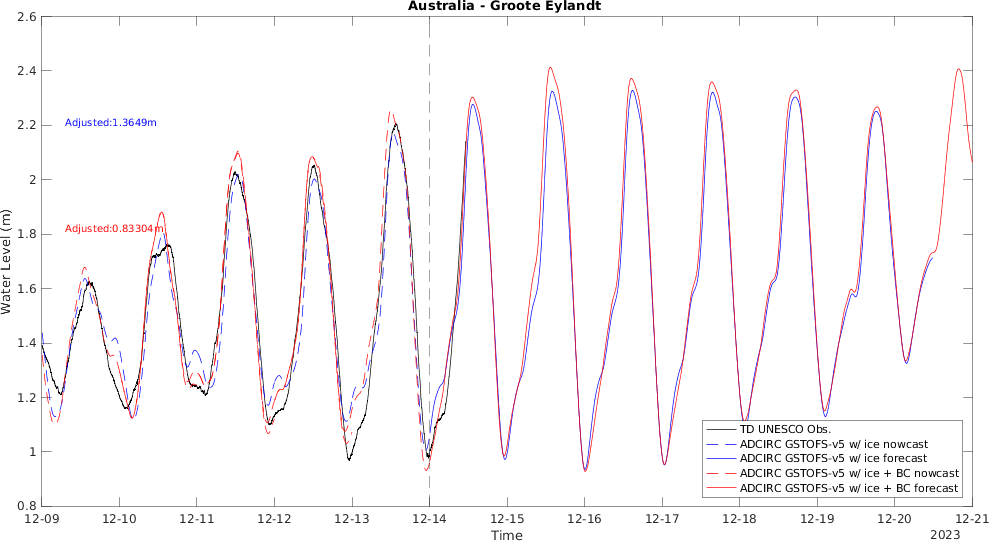 Australia - Groote Eylandt
2.6
2.4
2.2
2
1.8
1.6
1.4
1.2
1
0.8
Water Level (m)
Adjusted:1.3649m
Adjusted:0.83304m
TD UNESCO Obs.
ADCIRC GSTOFS-v5 w/ ice nowcast
ADCIRC GSTOFS-v5 w/ ice forecast
ADCIRC GSTOFS-v5 w/ ice + BC nowcast
ADCIRC GSTOFS-v5 w/ ice + BC forecast
12-09 12-10 12-11 12-12 12-13 12-14 12-15 12-16 12-17 12-18 12-19 12-20 12-21
Time
2023